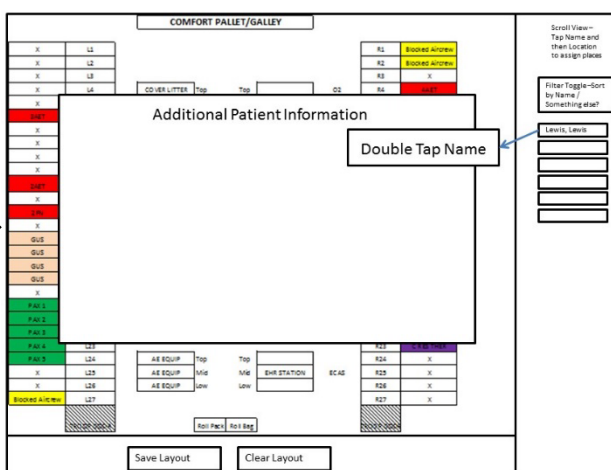 COMFORT PALLET/GALLEY
X L1 R1 Blocked Aircrew
X L2 R2 Blocked Aircrew
X L3 R3 X
X L4 COVER LITTER Top Top O2 R4
X
X
X
X
X
X
GUS
GUS
GUS
GUS
X
PAX 1
PAX 2
PAX 3
PAX 4 L23 R23
PAX 5 L24 AE EQUIP Top Top R24 X
X L25 AE EQUIP Mid Mid EHR STATION ECAS R25 X
X L26 AE EQUIP Low Low R26 X
Blocked Aircrew L27 R27 X
Roll Pack Roll Bag
Additional Patient Information
Double Tap Name
Save Layout Clear Layout
Scroll View –
Tap Name and
then Location
to assign places
Filter Toggle–Sort
by Name /
Something else?
Lewis, Lewis